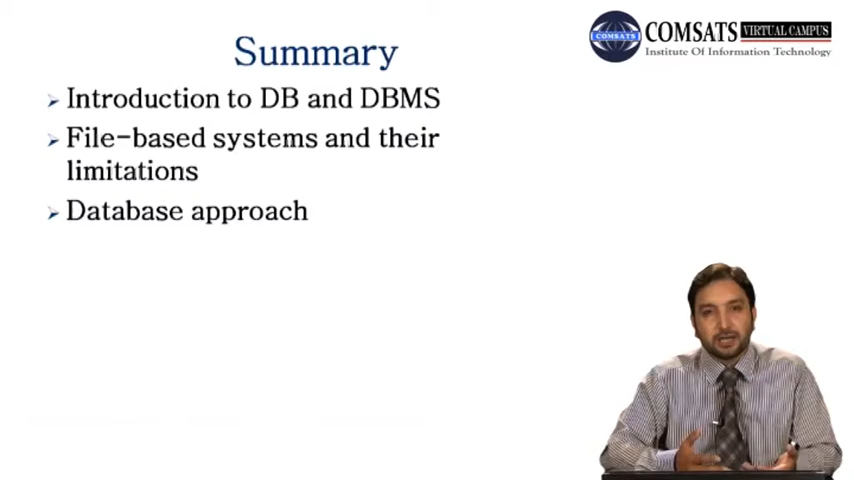 Summary
➢ Introduction to DB and DBMS
➢ File-based systems and their
limitations
➢ Database approach
COMSATS
COMSATS VIRTUAL CAMPUS
Institute Of Information Technology